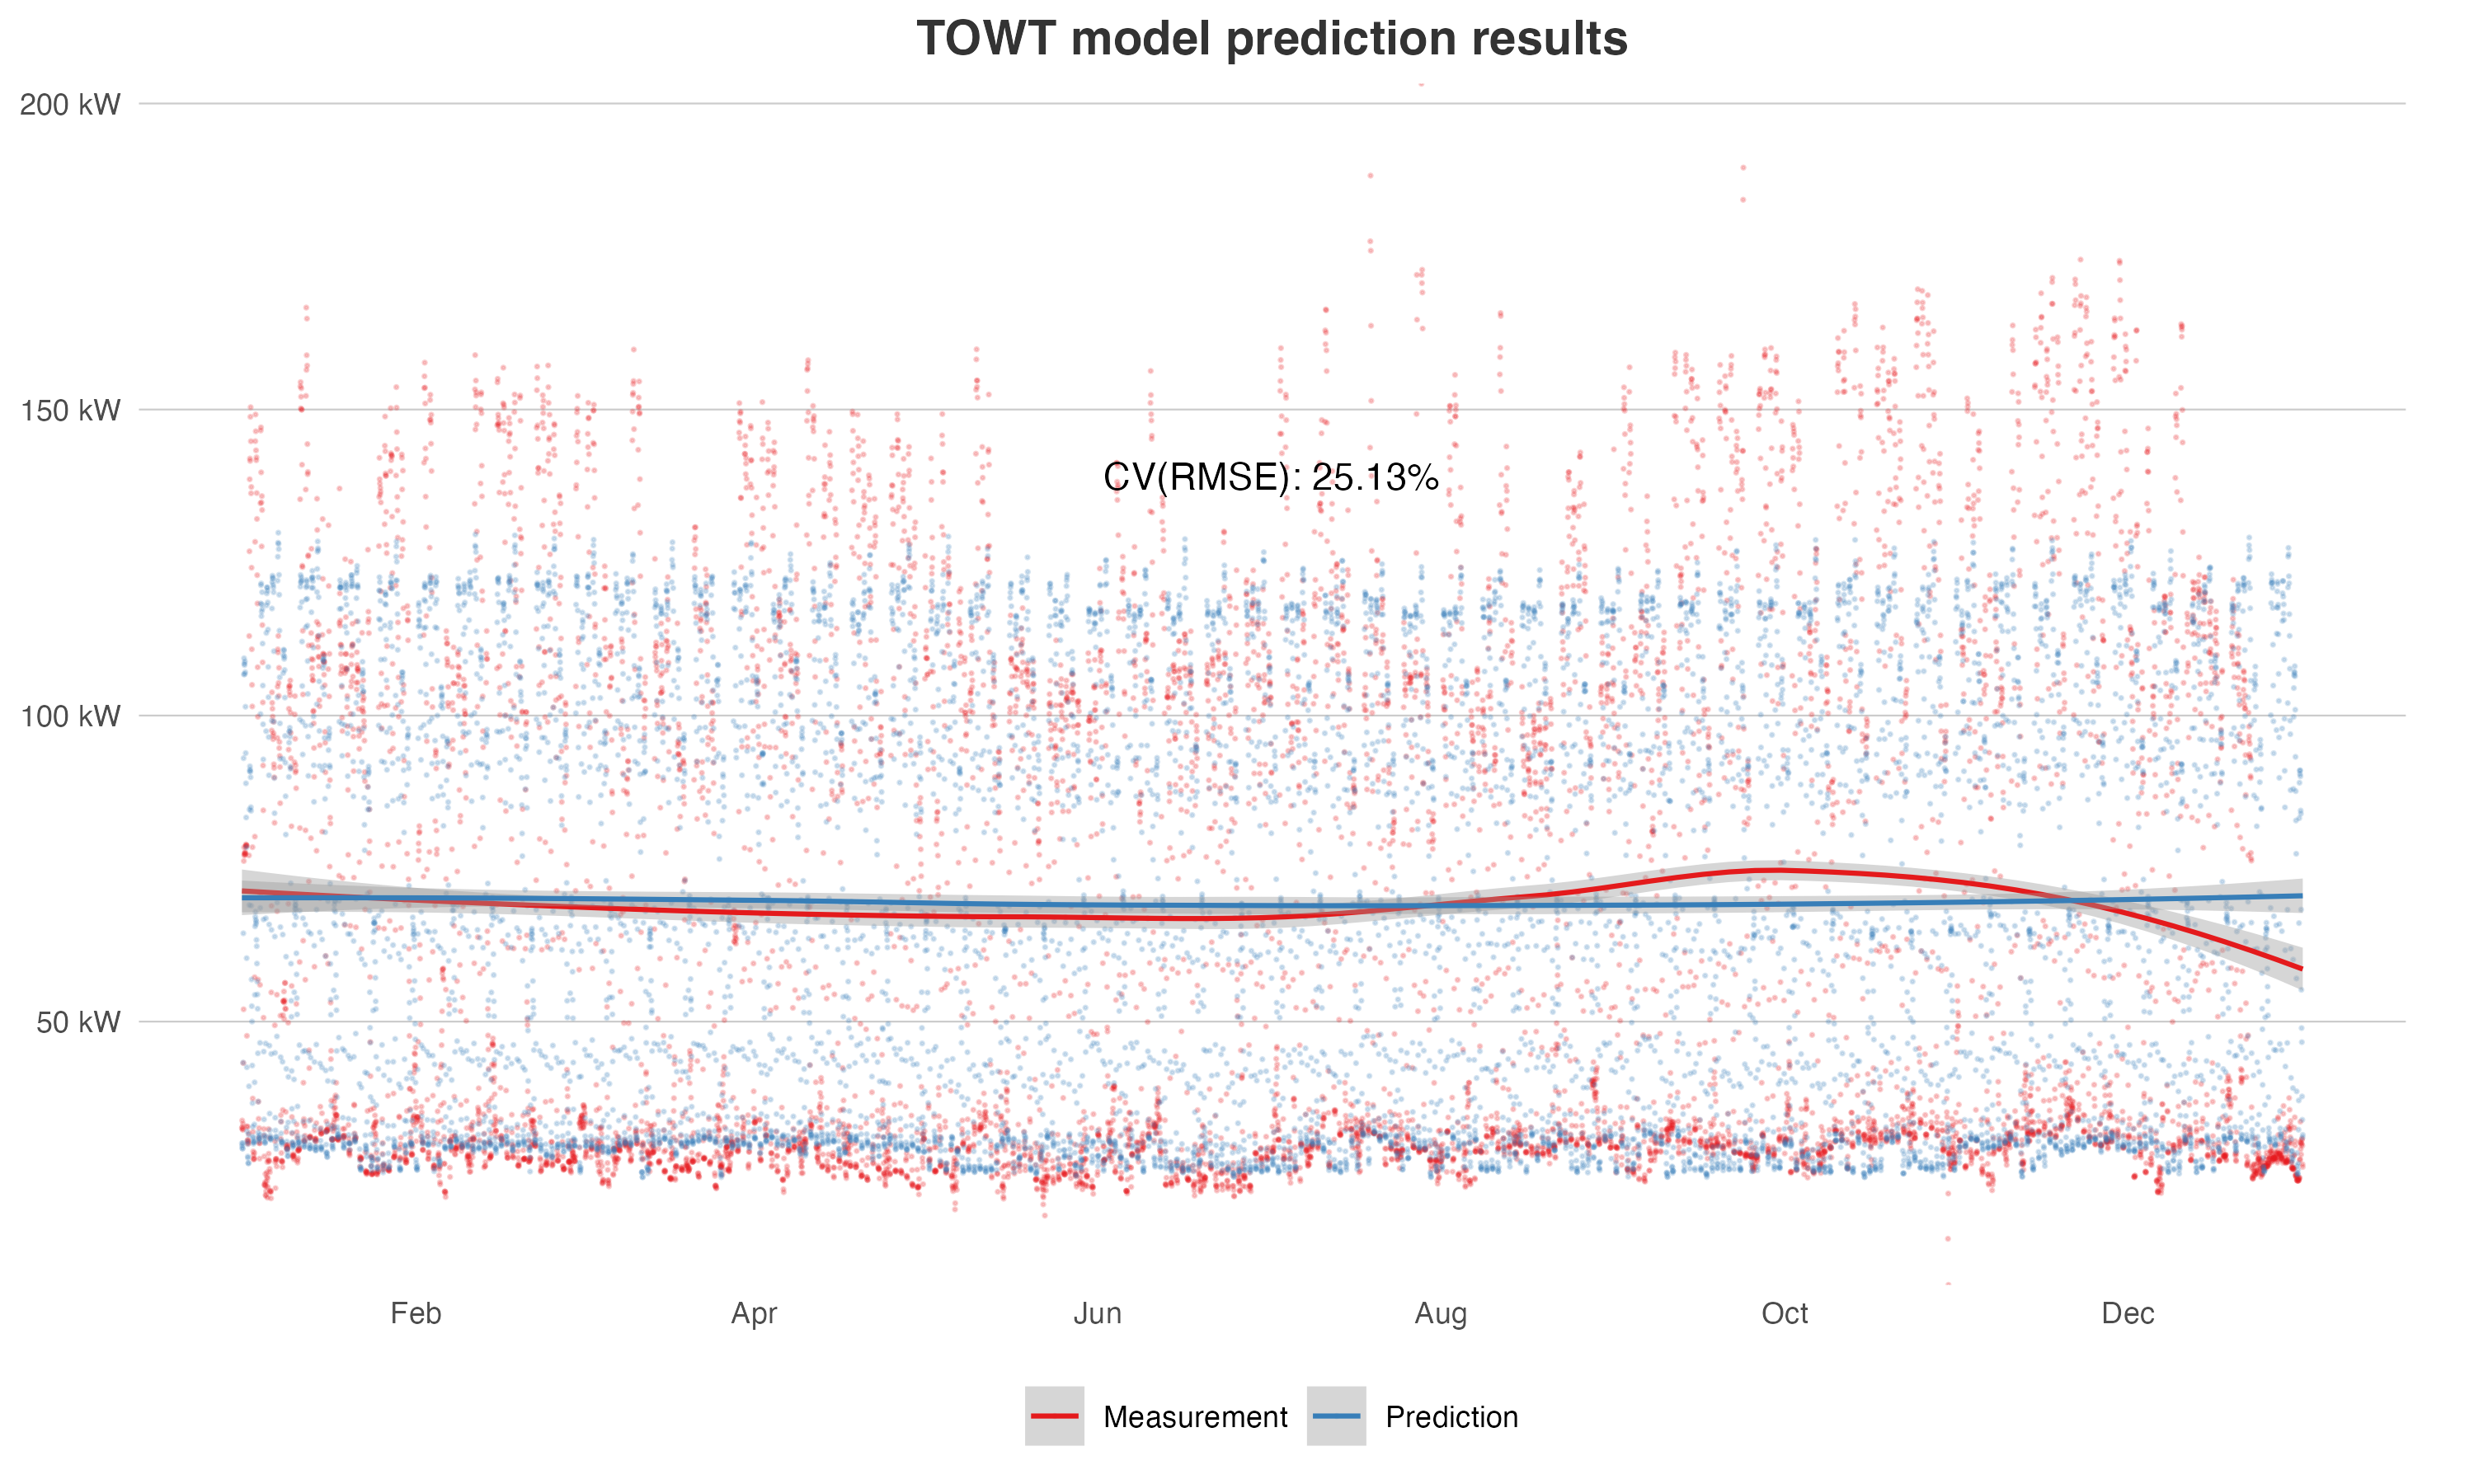 TOWT model prediction results
200 kW
150 kW
CV(RMSE): 25.13%
100 kW
50 kW
Feb Apr Jun Aug Oct Dec
Measurement Prediction